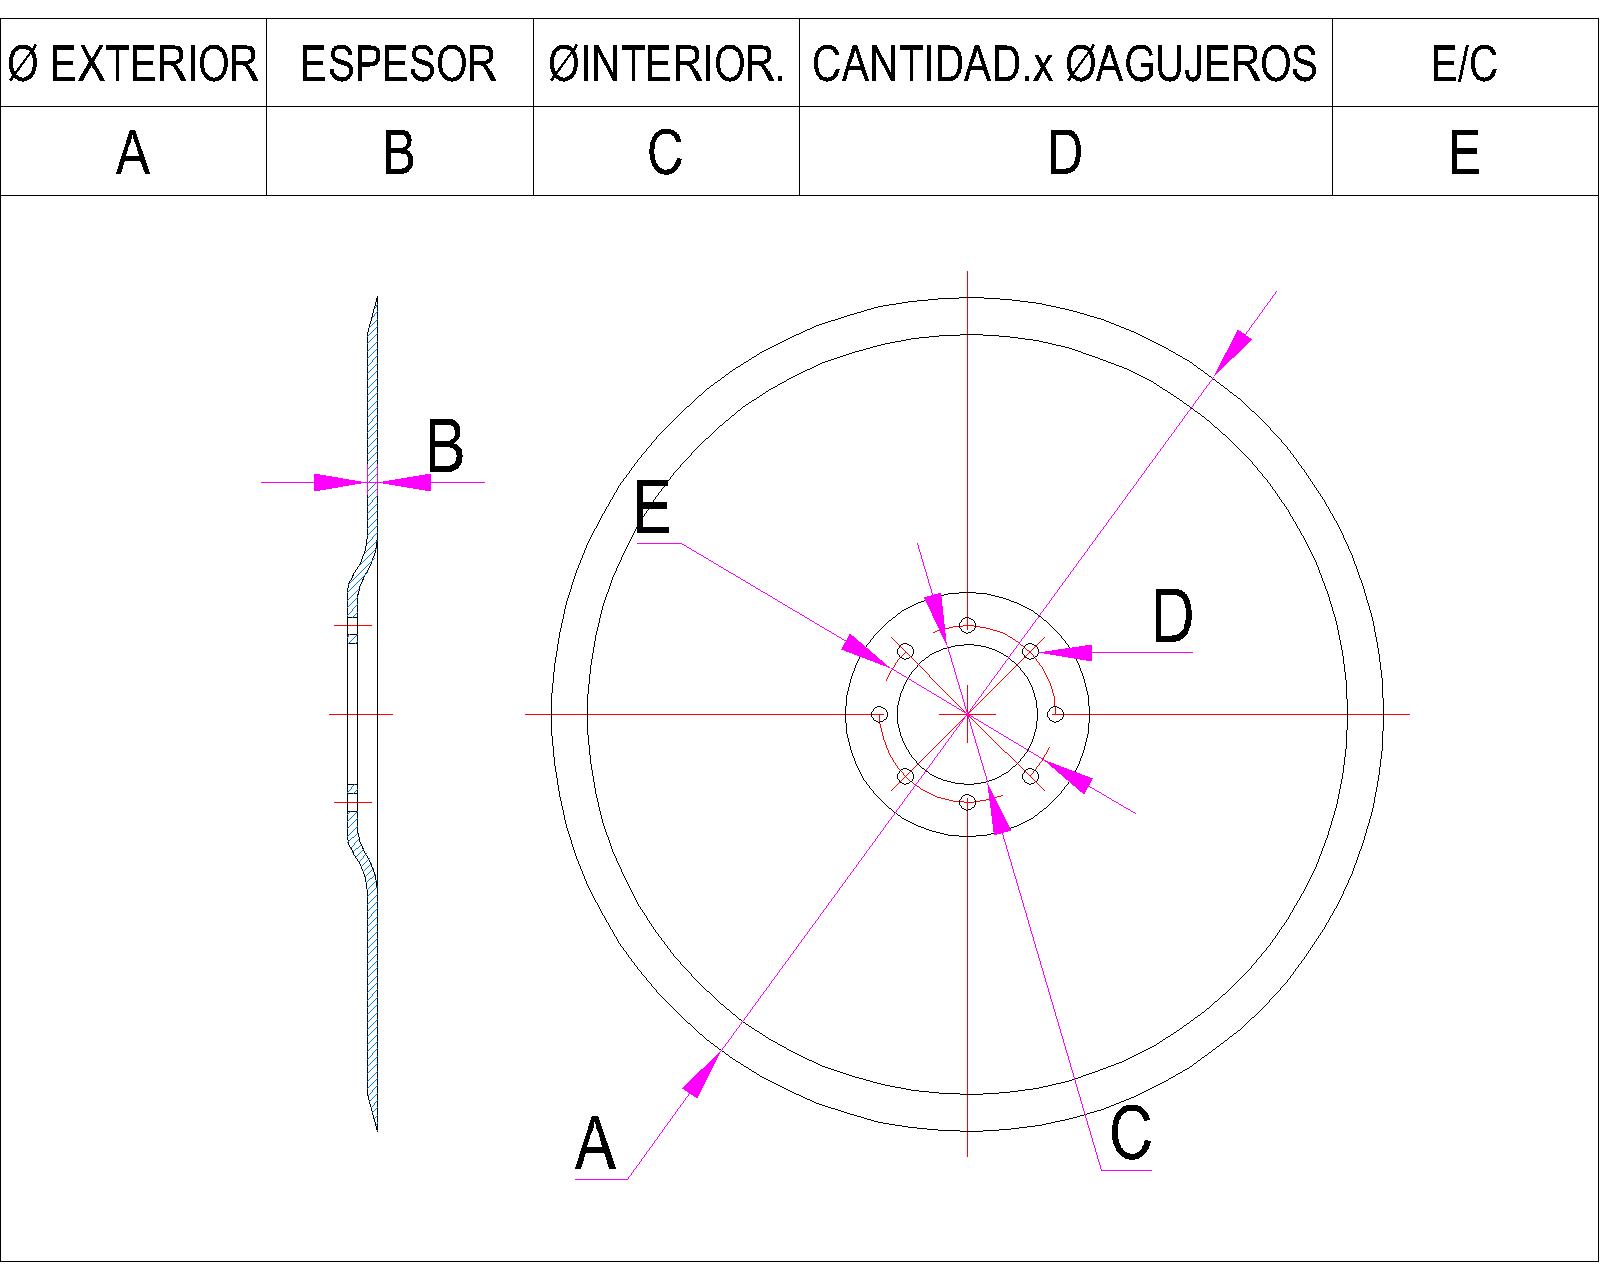 Ø EXTERIOR ESPESOR ØINTERIOR. CANTIDAD.x ØAGUJEROS E/C
A B C D E
B
E
D
A
C